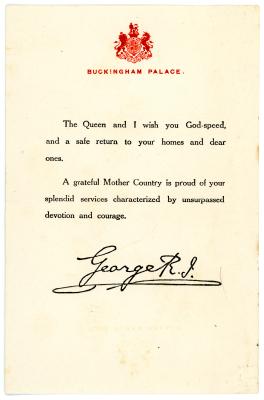 BUCKINGHAM PALACE.
The Queen and I wish you God-speed,
and a safe return to your homes and dear
ones.
A grateful Mother Country is proud of your
splendid services characterized by unsurpassed
devotion and courage.
George R.I.